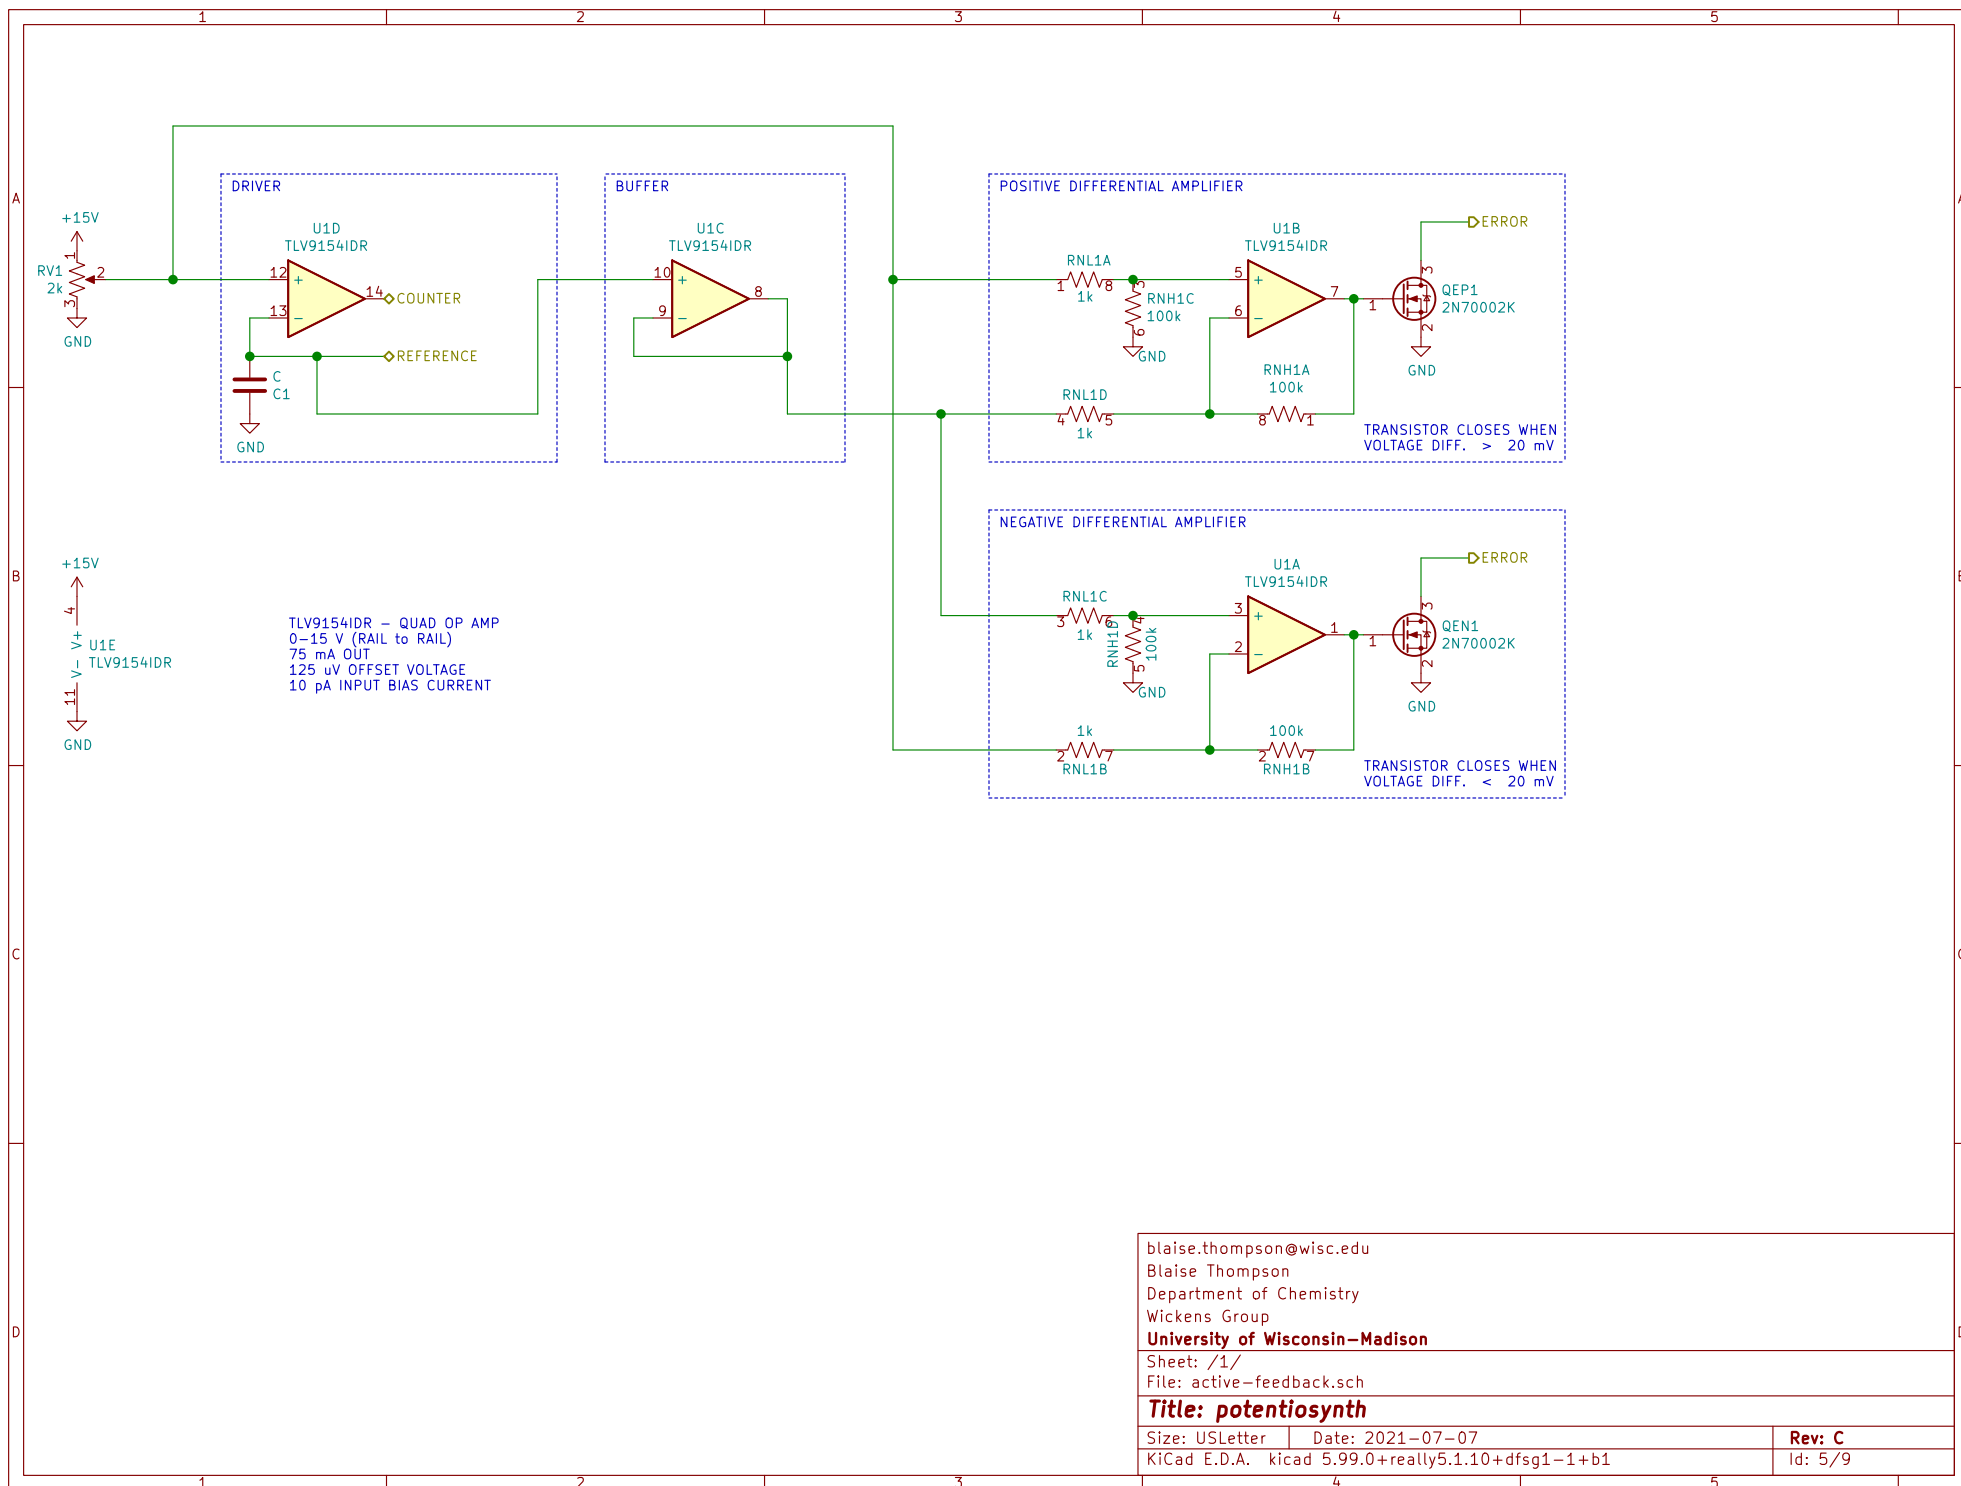 1 2 3 4 5
A
B
C
D
DRIVER
BUFFER
POSITIVE DIFFERENTIAL AMPLIFIER
+15V
1
RV1
2k
2
3
GND
U1D
TLV9154IDR
12
+
13
−
14
COUNTER
REFERENCE
C
C1
GND
U1C
TLV9154IDR
10
+
9
−
8
RNL1A
1 8
1k
3
RNH1C
100k
6
GND
U1B
TLV9154IDR
5
+
6
−
7
RNL1D
4 5
1k
RNH1A
100k
8 1
ERROR
3
1
QEP1
2N70002K
2
GND
TRANSISTOR CLOSES WHEN
VOLTAGE DIFF. > 20 mV
NEGATIVE DIFFERENTIAL AMPLIFIER
+15V
4
V+
U1E
TLV9154IDR
V−
11
GND
TLV9154IDR − QUAD OP AMP
0−15 V (RAIL to RAIL)
75 mA OUT
125 uV OFFSET VOLTAGE
10 pA INPUT BIAS CURRENT
RNL1C
3 6
1k
4
RNH1D
100k
5
GND
U1A
TLV9154IDR
3
+
2
−
1
1k
2 7
RNL1B
100k
2 7
RNH1B
ERROR
3
1
QEN1
2N70002K
2
GND
TRANSISTOR CLOSES WHEN
VOLTAGE DIFF. < 20 mV
blaise.thompson@wisc.edu
Blaise Thompson
Department of Chemistry
Wickens Group
University of Wisconsin−Madison
Sheet: /1/
File: active−feedback.sch
Title: potentiosynth
Size: USLetter Date: 2021−07−07 Rev: C
KiCad E.D.A. kicad 5.99.0+really5.1.10+dfsg1−1+b1 Id: 5/9
1 2 3 4 5